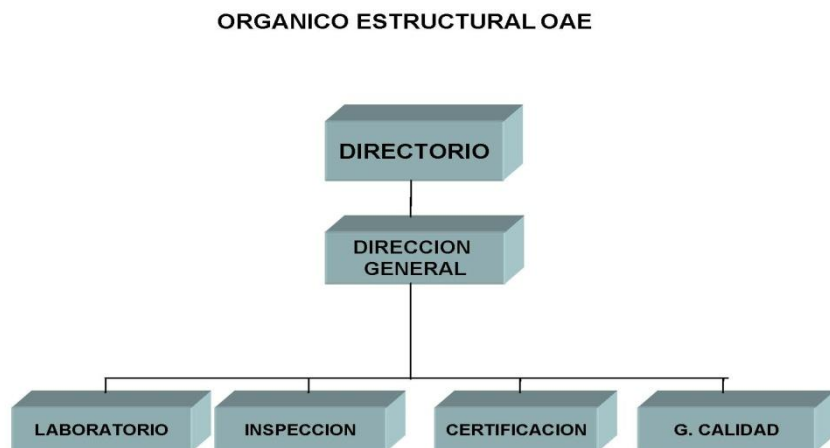 ORGANICO ESTRUCTURAL OAE
DIRECTORIO
DIRECCION
GENERAL
LABORATORIO
INSPECCION
CERTIFICACION
G. CALIDAD